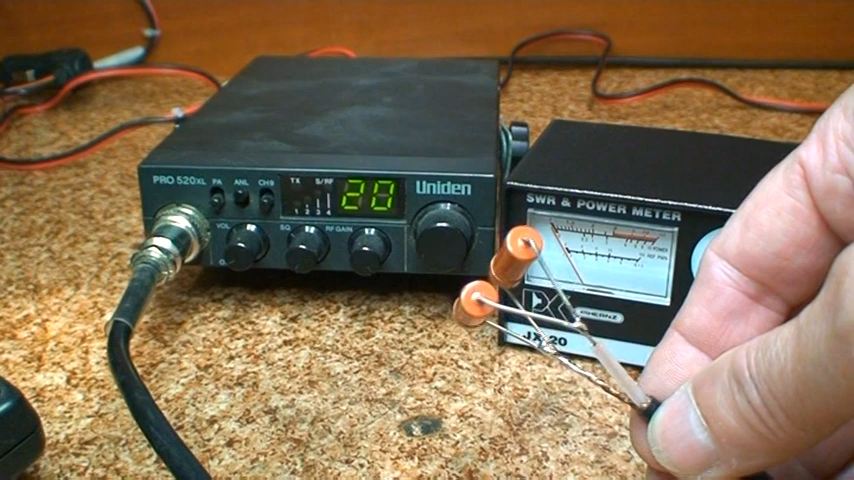 PRO 520XL
PA ANL CH9
TX S/RF
1 2 3 4
20
Uniden
VOL SQ RF GAIN
SWR & POWER METER
JX-20